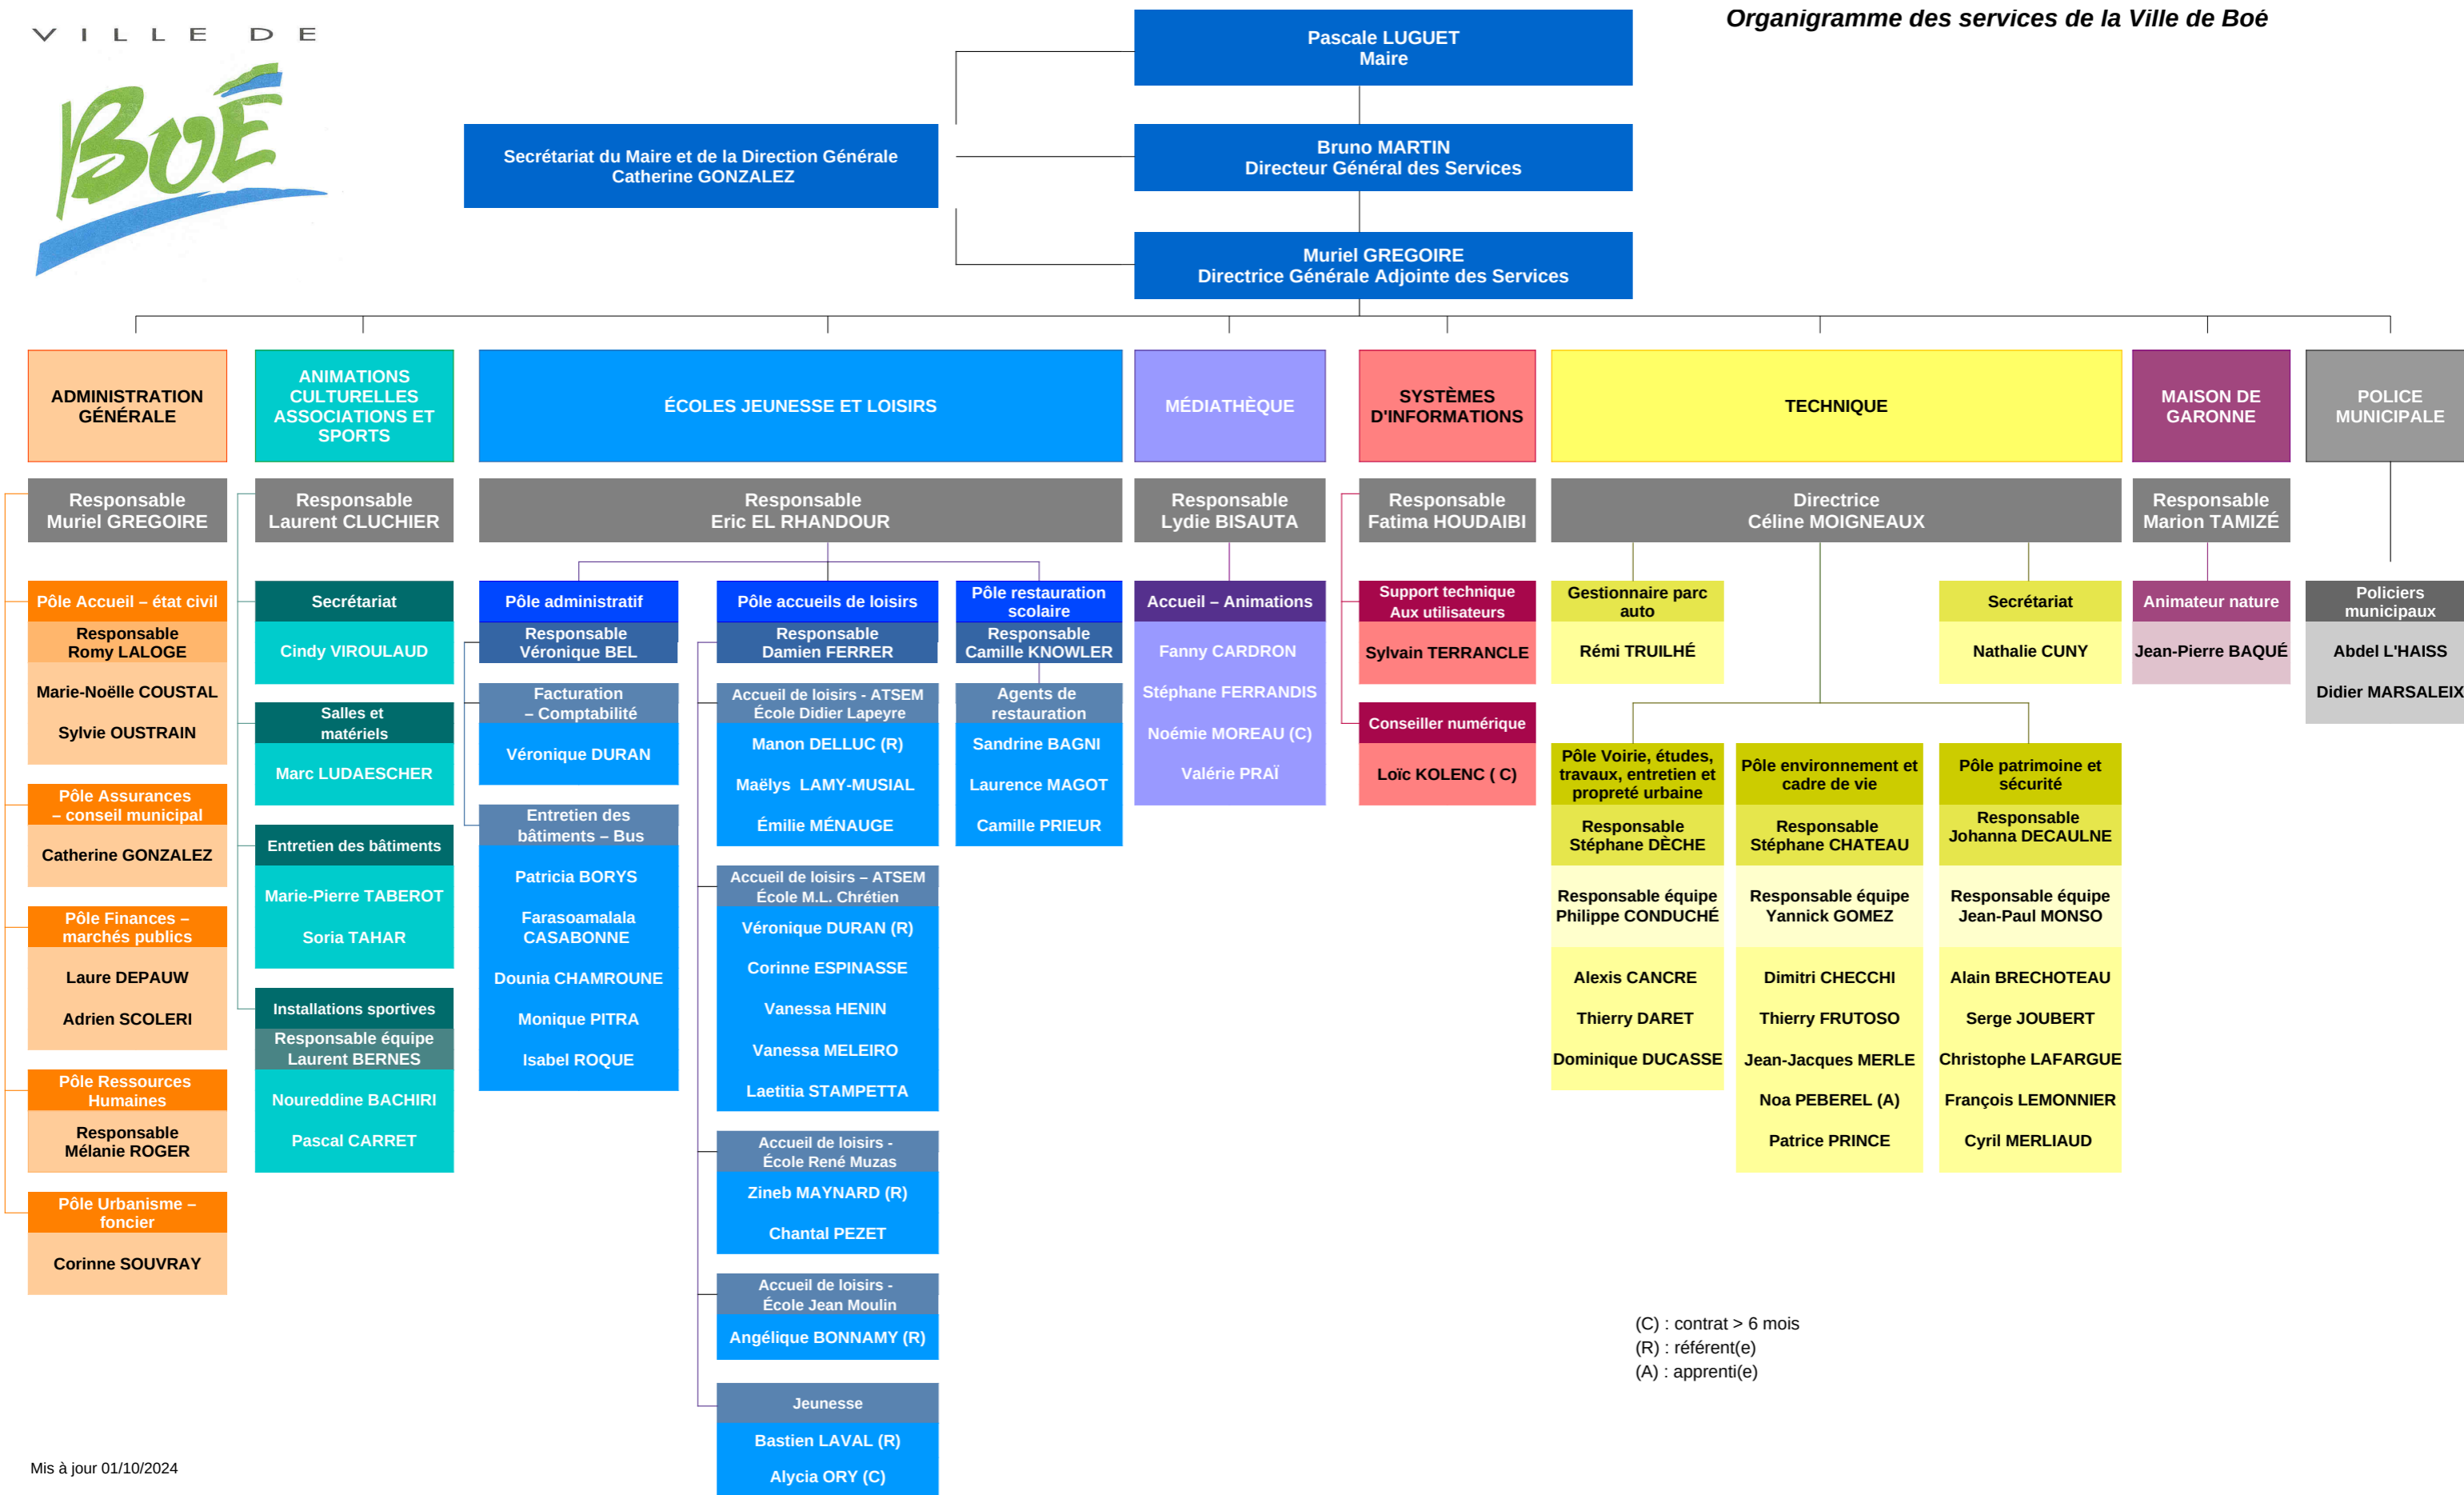 VILLE DE
BOÉ
Organigramme des services de la Ville de Boé
Pascale LUGUET
Maire
Secrétariat du Maire et de la Direction Générale
Catherine GONZALEZ
Bruno MARTIN
Directeur Général des Services
Muriel GREGOIRE
Directrice Générale Adjointe des Services
ADMINISTRATION
GÉNÉRALE
Responsable
Muriel GREGOIRE
Pôle Accueil – état civil
Responsable
Romy LALOGE
Marie-Noëlle COUSTAL
Sylvie OUSTRAIN
Pôle Assurances
– conseil municipal
Catherine GONZALEZ
Pôle Finances –
marchés publics
Laure DEPAUW
Adrien SCOLERI
Pôle Ressources
Humaines
Responsable
Mélanie ROGER
Pôle Urbanisme –
foncier
Corinne SOUVRAY
ANIMATIONS
CULTURELLES
ASSOCIATIONS ET
SPORTS
Responsable
Laurent CLUCHIER
Secrétariat
Cindy VIROULAUD
Salles et
matériels
Marc LUDAESCHER
Entretien des bâtiments
Marie-Pierre TABEROT
Soria TAHAR
Installations sportives
Responsable équipe
Laurent BERNES
Noureddine BACHIRI
Pascal CARRET
ÉCOLES JEUNESSE ET LOISIRS
Responsable
Eric EL RHANDOUR
Pôle administratif
Responsable
Véronique BEL
Facturation
– Comptabilité
Véronique DURAN
Entretien des
bâtiments – Bus
Patricia BORYS
Farasoamalala
CASABONNE
Dounia CHAMROUNE
Monique PITRA
Isabel ROQUE
Pôle accueils de loisirs
Responsable
Damien FERRER
Accueil de loisirs - ATSEM
École Didier Lapeyre
Manon DELLUC (R)
Maëlys  LAMY-MUSIAL
Émilie MÉNAUGE
Accueil de loisirs – ATSEM
École M.L. Chrétien
Véronique DURAN (R)
Corinne ESPINASSE
Vanessa HENIN
Vanessa MELEIRO
Laetitia STAMPETTA
Accueil de loisirs -
École René Muzas
Zineb MAYNARD (R)
Chantal PEZET
Accueil de loisirs -
École Jean Moulin
Angélique BONNAMY (R)
Jeunesse
Bastien LAVAL (R)
Alycia ORY (C)
Pôle restauration
scolaire
Responsable
Camille KNOWLER
Agents de
restauration
Sandrine BAGNI
Laurence MAGOT
Camille PRIEUR
MÉDIATHÈQUE
Responsable
Lydie BISAUTA
Accueil – Animations
Fanny CARDRON
Stéphane FERRANDIS
Noémie MOREAU (C)
Valérie PRAÏ
SYSTÈMES
D'INFORMATIONS
Responsable
Fatima HOUDAIBI
Support technique
Aux utilisateurs
Sylvain TERRANCLE
Conseiller numérique
Loïc KOLENC ( C)
TECHNIQUE
Directrice
Céline MOIGNEAUX
Gestionnaire parc
auto
Rémi TRUILHÉ
Secrétariat
Nathalie CUNY
Pôle Voirie, études,
travaux, entretien et
propreté urbaine
Responsable
Stéphane DÈCHE
Responsable équipe
Philippe CONDUCHÉ
Alexis CANCRE
Thierry DARET
Dominique DUCASSE
Pôle environnement et
cadre de vie
Responsable
Stéphane CHATEAU
Responsable équipe
Yannick GOMEZ
Dimitri CHECCHI
Thierry FRUTOSO
Jean-Jacques MERLE
Noa PEBEREL (A)
Patrice PRINCE
Pôle patrimoine et
sécurité
Responsable
Johanna DECAULNE
Responsable équipe
Jean-Paul MONSO
Alain BRECHOTEAU
Serge JOUBERT
Christophe LAFARGUE
François LEMONNIER
Cyril MERLIAUD
MAISON DE
GARONNE
Responsable
Marion TAMIZÉ
Animateur nature
Jean-Pierre BAQUÉ
POLICE
MUNICIPALE
Policiers
municipaux
Abdel L'HAISS
Didier MARSALEIX
(C) : contrat > 6 mois
(R) : référent(e)
(A) : apprenti(e)
Mis à jour 01/10/2024